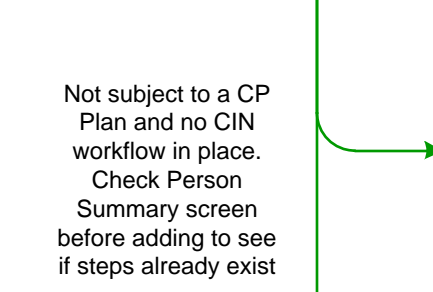 Not subject to a CP
Plan and no CIN
workflow in place.
Check Person
Summary screen
before adding to see
if steps already exist